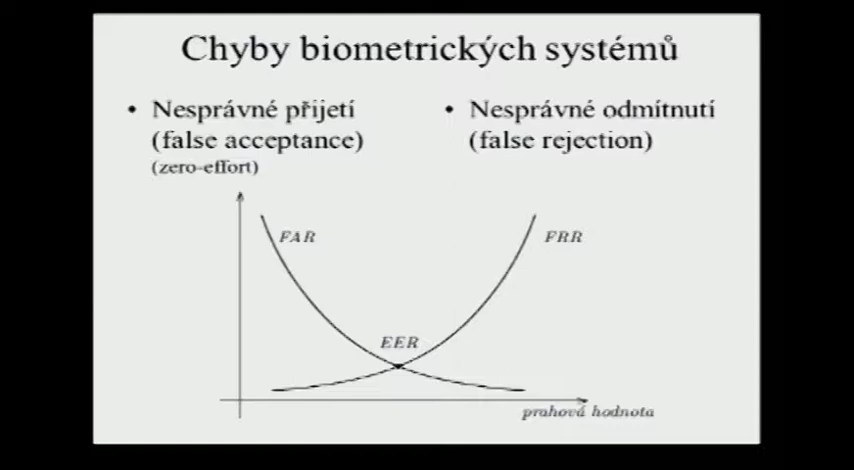 Chyby biometrických systémů
• Nesprávné přijetí
(false acceptance)
(zero-effort)
• Nesprávné odmítnutí
(false rejection)
FAR
FRR
EER
prahová hodnota